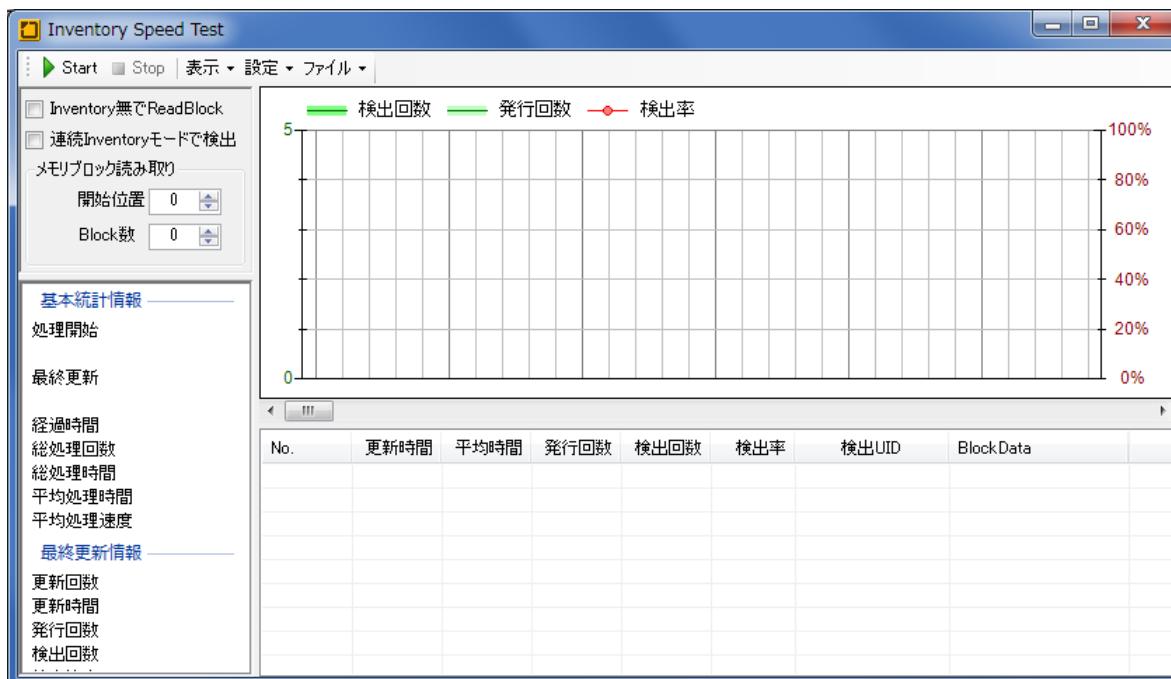 Inventory Speed Test
Start Stop 表示 設定 ファイル
Inventory無でReadBlock
連続Inventoryモードで検出
メモリブロック読み取り
開始位置 0
Block数 0
基本統計情報
処理開始
最終更新
経過時間
総処理回数
総処理時間
平均処理時間
平均処理速度
最終更新情報
更新回数
更新時間
発行回数
検出回数
検出回数 発行回数 検出率
5 100%
80%
60%
40%
20%
0 0%
No. 更新時間 平均時間 発行回数 検出回数 検出率 検出UID BlockData